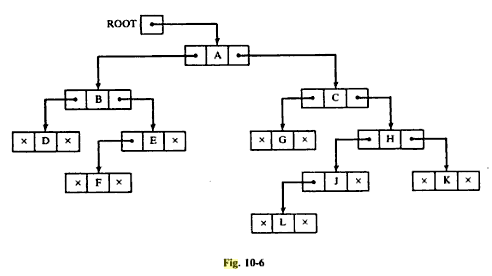 ROOT
A
B
C
× D ×
E ×
× G ×
H
× F ×
J ×
× K ×
× L ×
Fig. 10-6